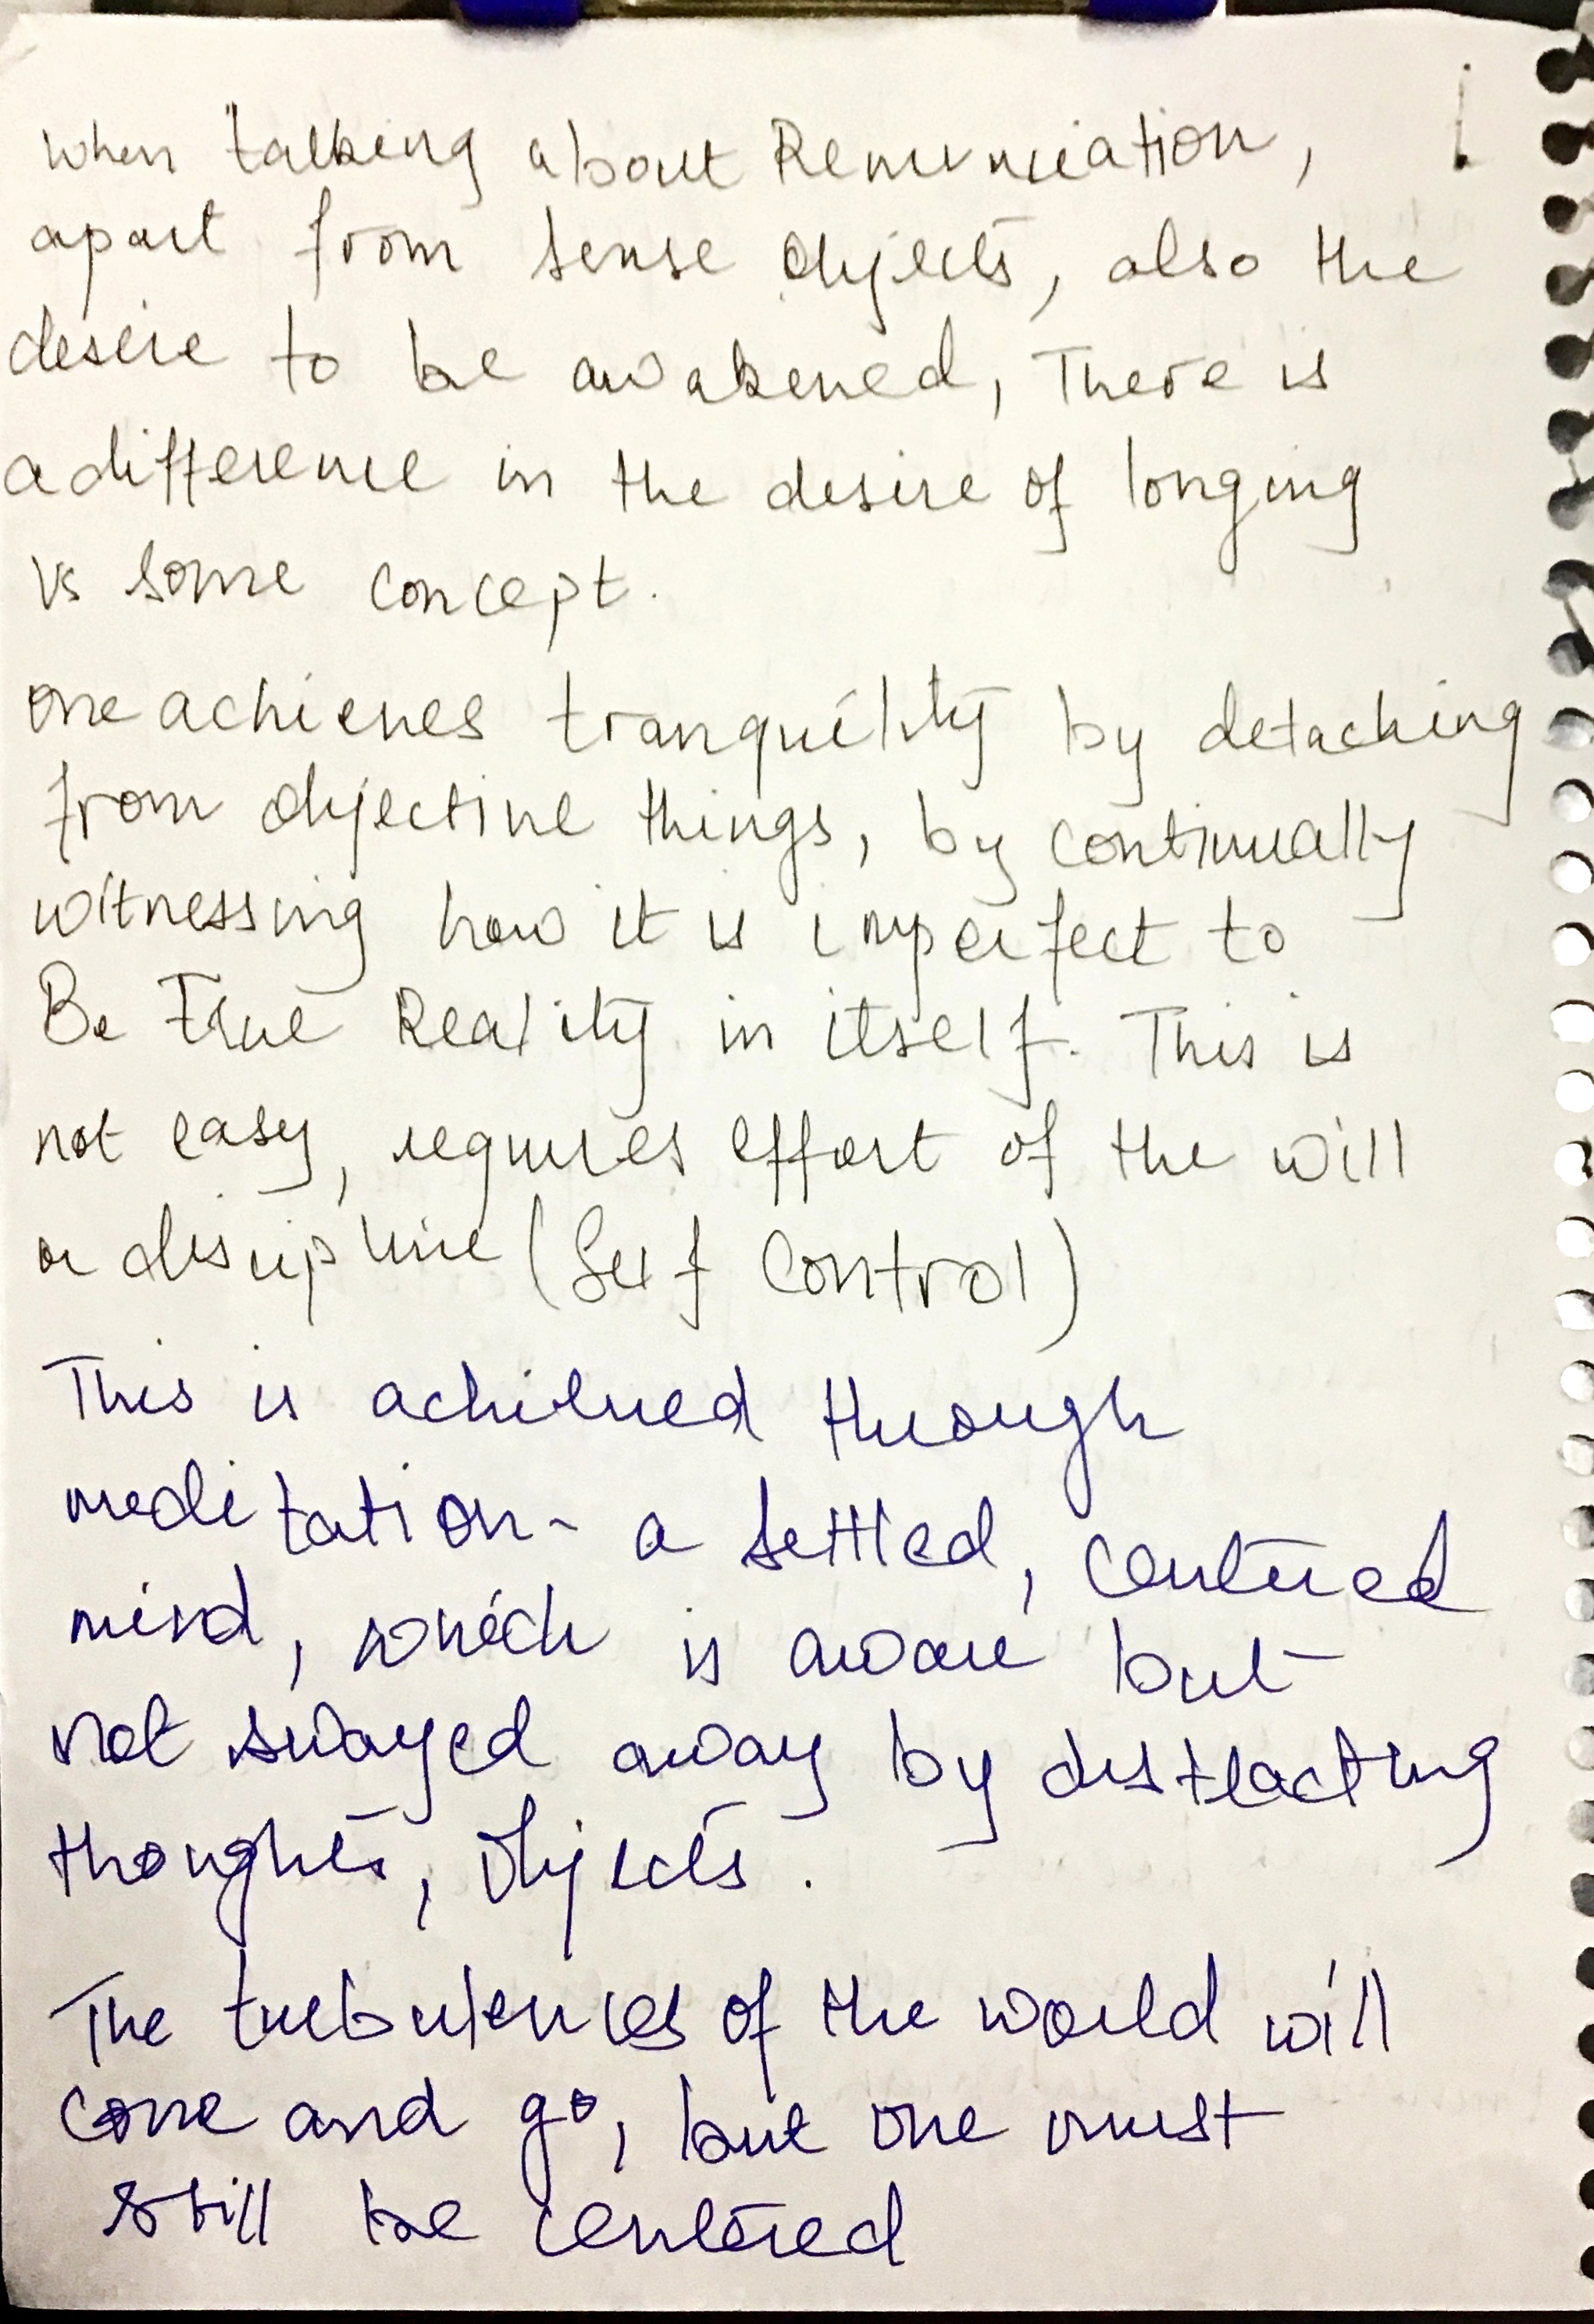 When talking about Renunciation,
apart from sense objects, also the
desire to be awakened, There is
a difference in the desire of longing
vs some concept.
one achieves tranquility by detaching
from objective things, by continually
witnessing how it is imperfect to
Be True Reality in itself. This is
not easy, requires effort of the will
or discipline (Self Control)
This is achieved through
meditation - a settled, centered
mind, which is aware but
not swayed away by distracting
thoughts, objects.
The turbulences of the world will
come and go, but one must
still be centered